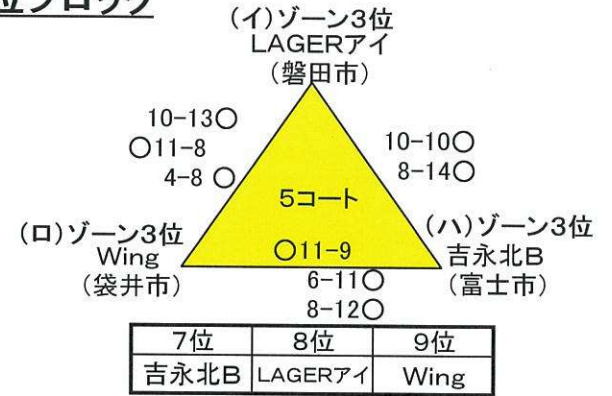 位ブロック
(イ)ゾーン3位
LAGERアイ
(磐田市)
10-13○
○11-8
4-8 ○
10-10○
8-14○
5コート
(ロ)ゾーン3位
Wing
(袋井市)
(ハ)ゾーン3位
吉永北B
(富士市)
○11-9
6-11○
8-12○
7位 8位 9位
吉永北B LAGERアイ Wing